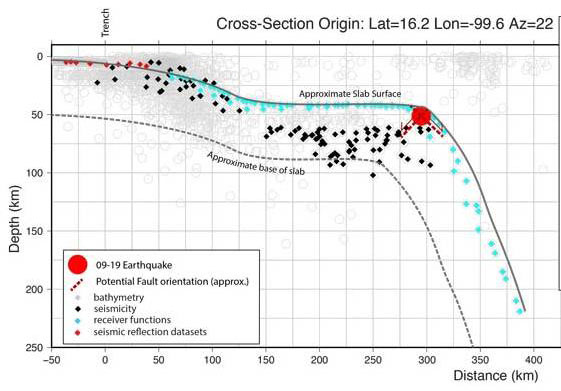 Cross-Section Origin: Lat=16.2 Lon=-99.6 Az=22
Trench
0
50
100
150
200
250
Depth (km)
Approximate Slab Surface
Approximate base of slab
09-19 Earthquake
Potential Fault orientation (approx.)
bathymetry
seismicity
receiver functions
seismic reflection datasets
-50 0 50 100 150 200 250 300 350 400
Distance (km)